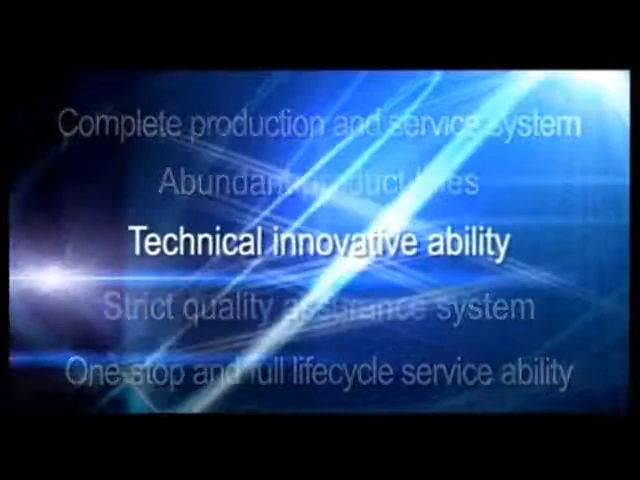 Complete production and service system
Abundant product lines
Technical innovative ability
Strict quality assurance system
One-stop and full lifecycle service ability